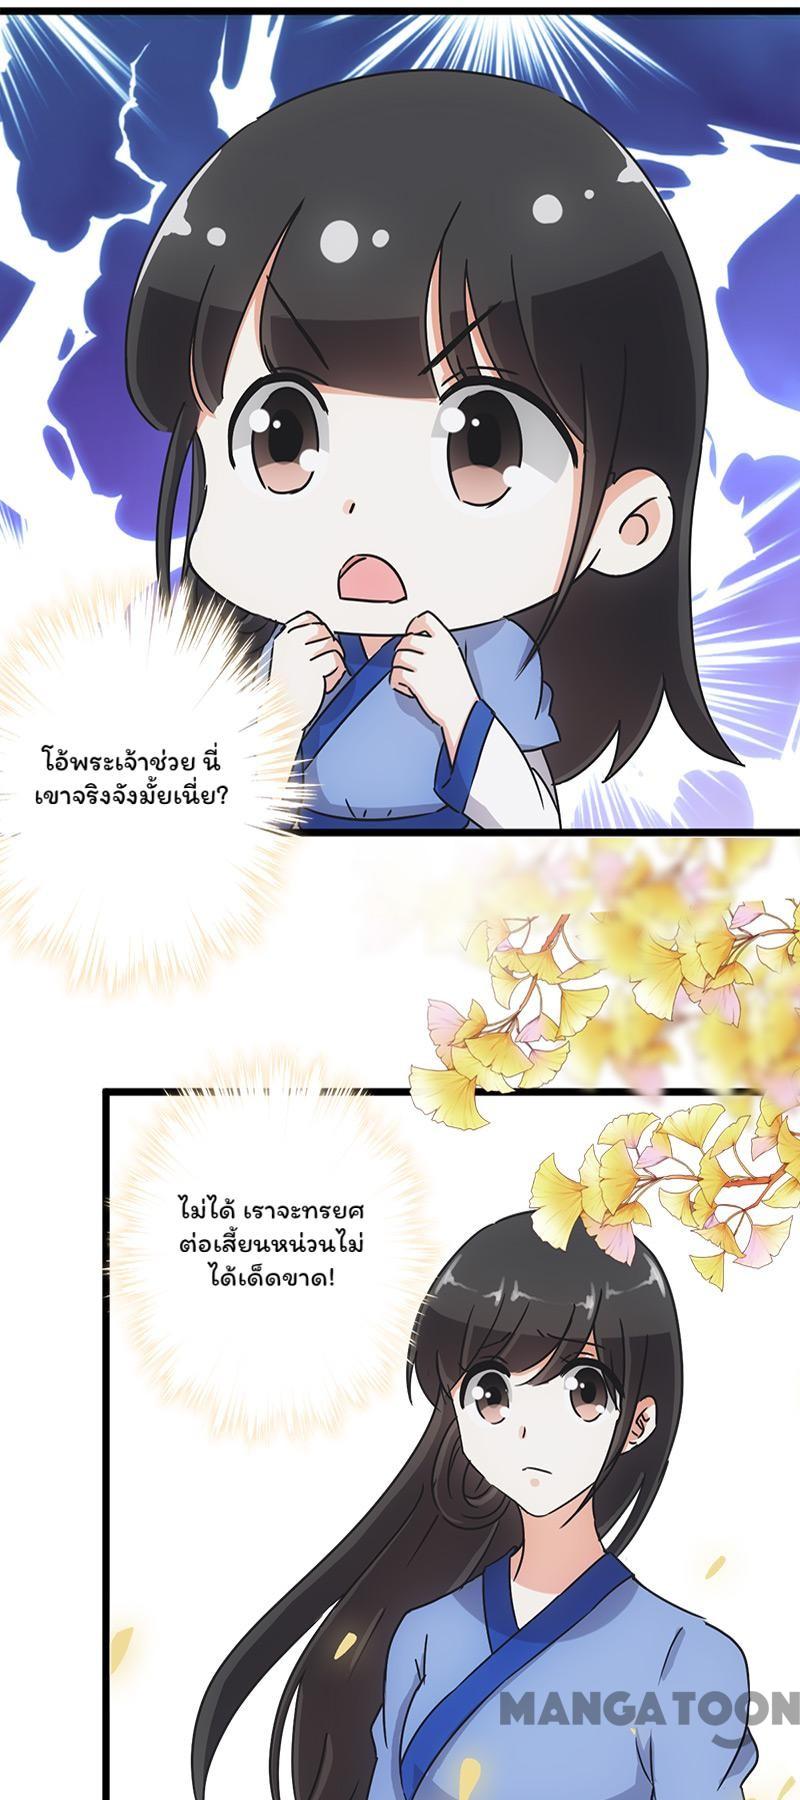 โอ้พระเจ้าช่วย นี่
เขาจริงจังมั้ยเนี่ย?
ไม่ได้ เราจะทรยศ
ต่อเสี้ยนหน่วนไม่
ได้เด็ดขาด!
MANGATOON